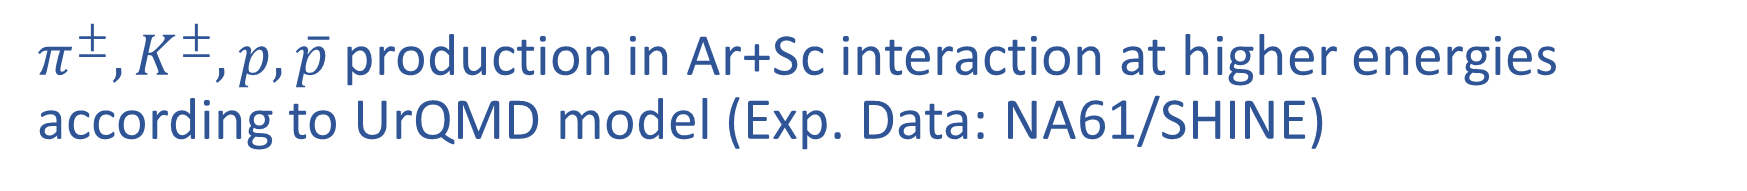 π±, K±, p, p̄ production in Ar+Sc interaction at higher energies
according to UrQMD model (Exp. Data: NA61/SHINE)